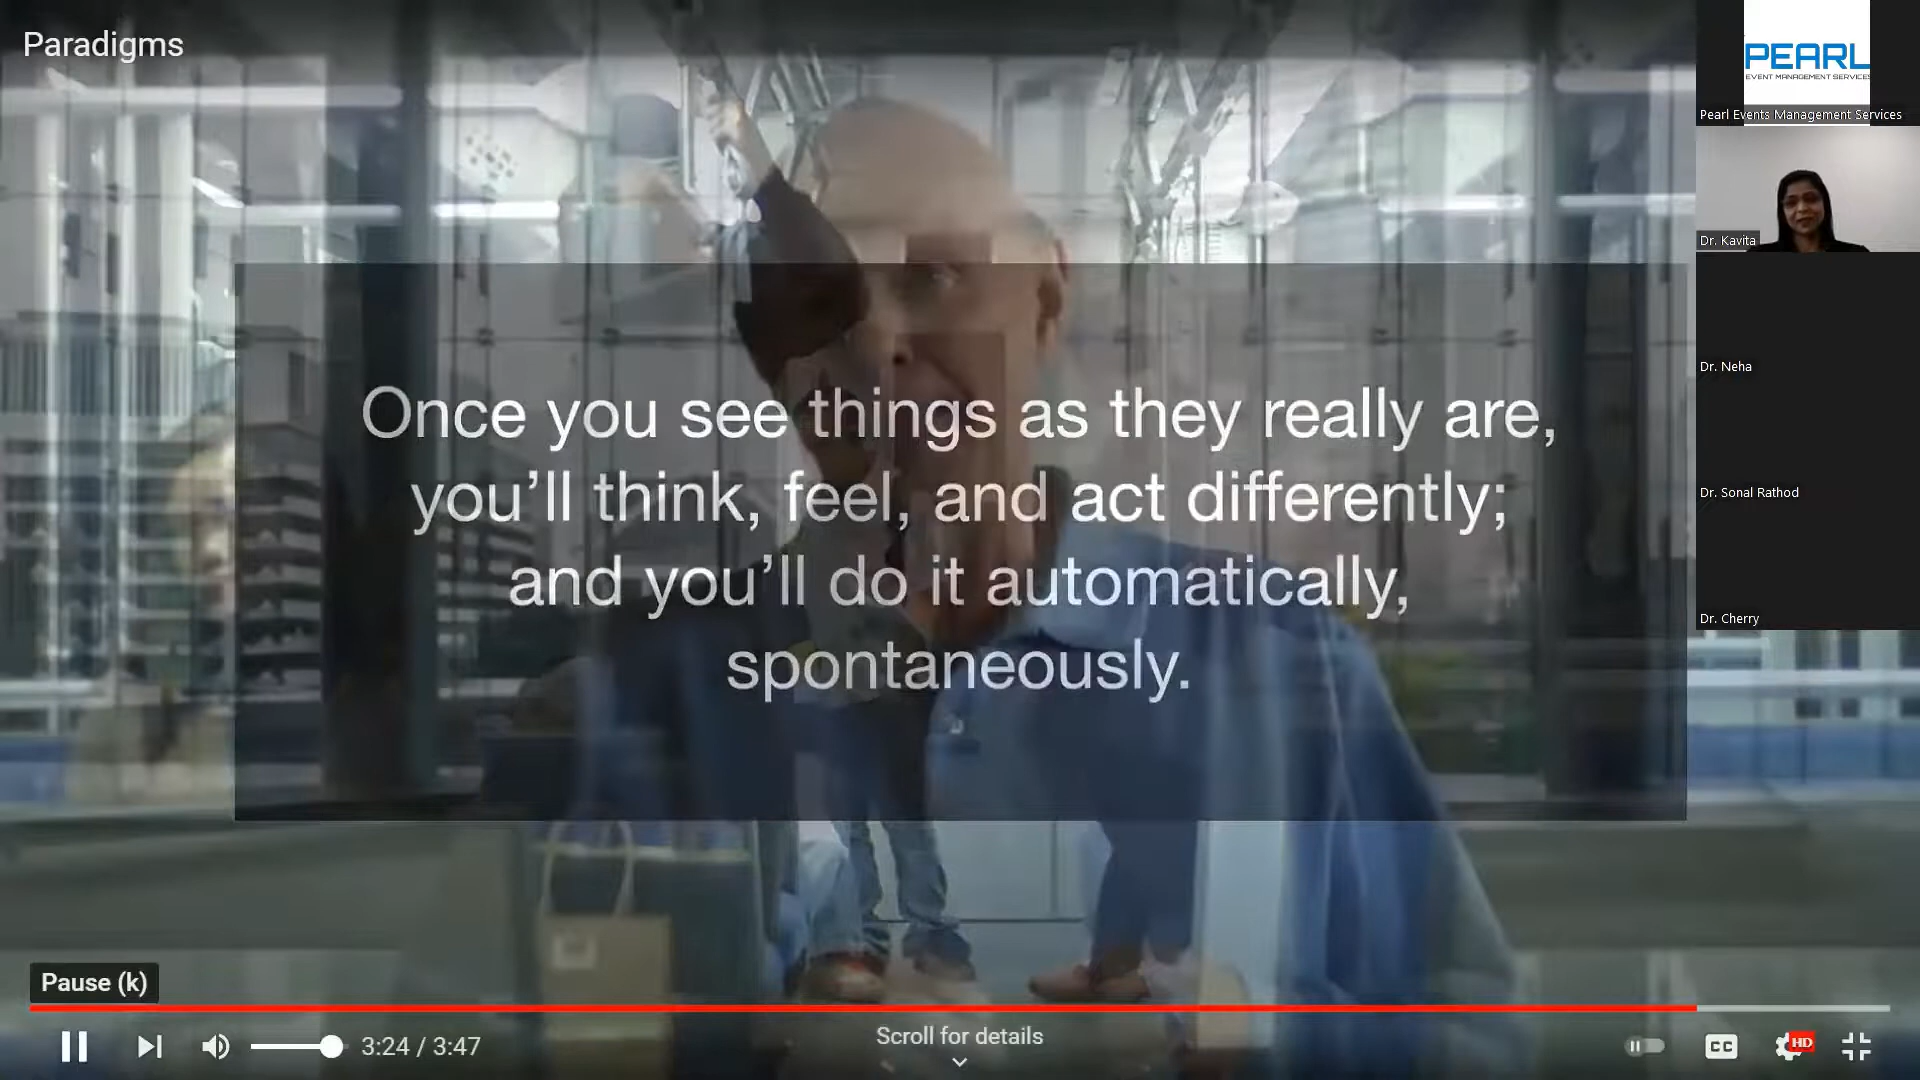 Paradigms
PEARL
EVENT MANAGEMENT SERVICES
Pearl Events Management Services
Dr. Kavita
Dr. Neha
Dr. Sonal Rathod
Dr. Cherry
Once you see things as they really are,
you'll think, feel, and act differently;
and you'll do it automatically,
spontaneously.
Pause (k)
3:24 / 3:47
Scroll for details
CC
HD